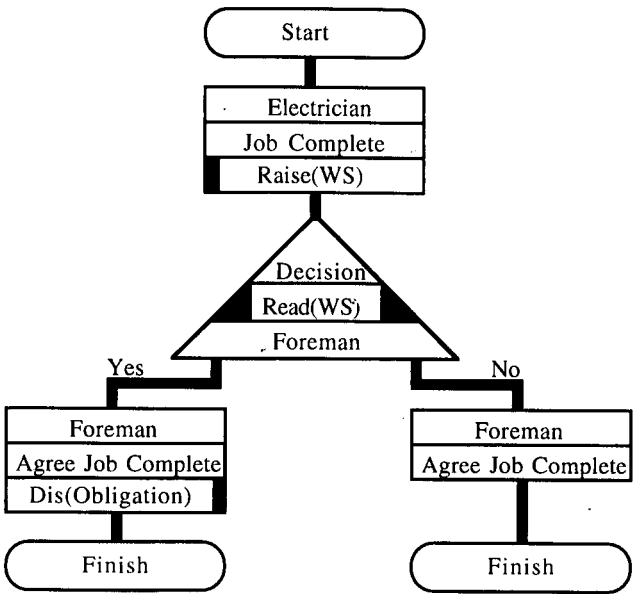 Start
Electrician
Job Complete
Raise(WS)
Decision
Read(WS)
Foreman
Yes
No
Foreman
Agree Job Complete
Dis(Obligation)
Finish
Foreman
Agree Job Complete
Finish